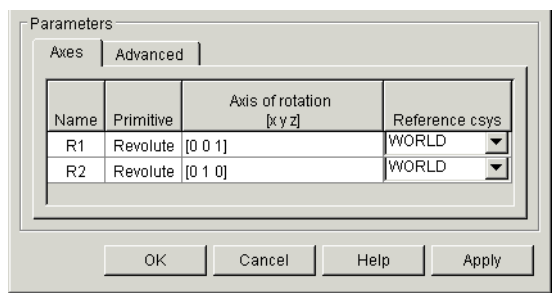 Parameters
Axes Advanced
Axis of rotation
Name Primitive [x y z] Reference csys
R1 Revolute [0 0 1] WORLD
R2 Revolute [0 1 0] WORLD
OK Cancel Help Apply